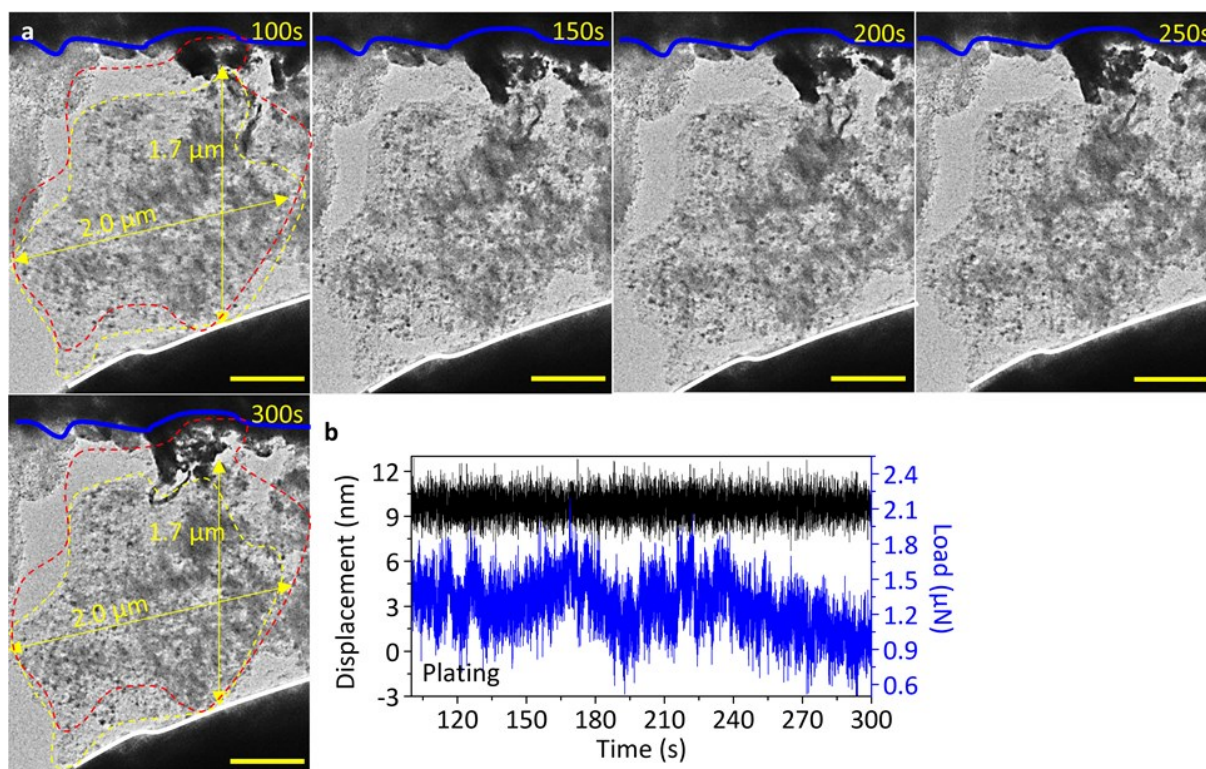 a
100s
150s
200s
250s
1.7 μm
2.0 μm
300s
1.7 μm
2.0 μm
b
Displacement (nm)
12
9
6
3
0
-3
Plating
120 150 180 210 240 270 300
Time (s)
2.4
2.1
1.8
1.5
1.2
0.9
0.6
Load (μN)